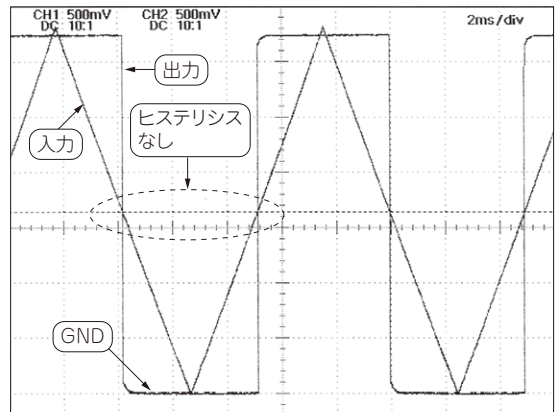 CH1 500mV
DC 10:1
CH2 500mV
DC 10:1
2ms/div
出力
入力
ヒステリシス
なし
GND